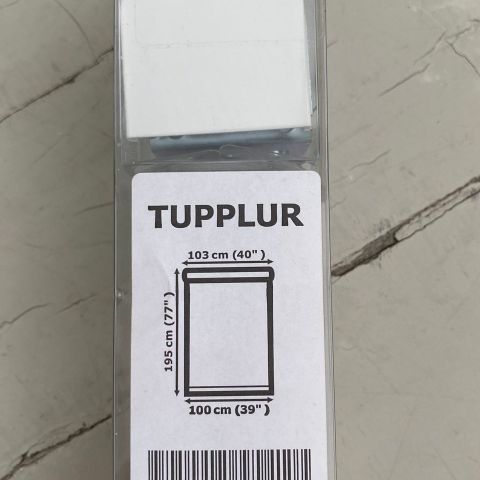 TUPPLUR
103 cm (40")
195 cm (77")
100 cm (39")